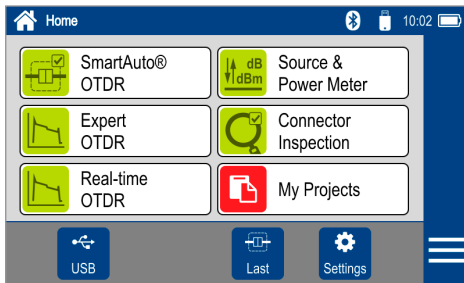 Home
10:02
SmartAuto®
OTDR
dB
dBm
Source &
Power Meter
Expert
OTDR
Connector
Inspection
Real-time
OTDR
My Projects
USB
Last
Settings